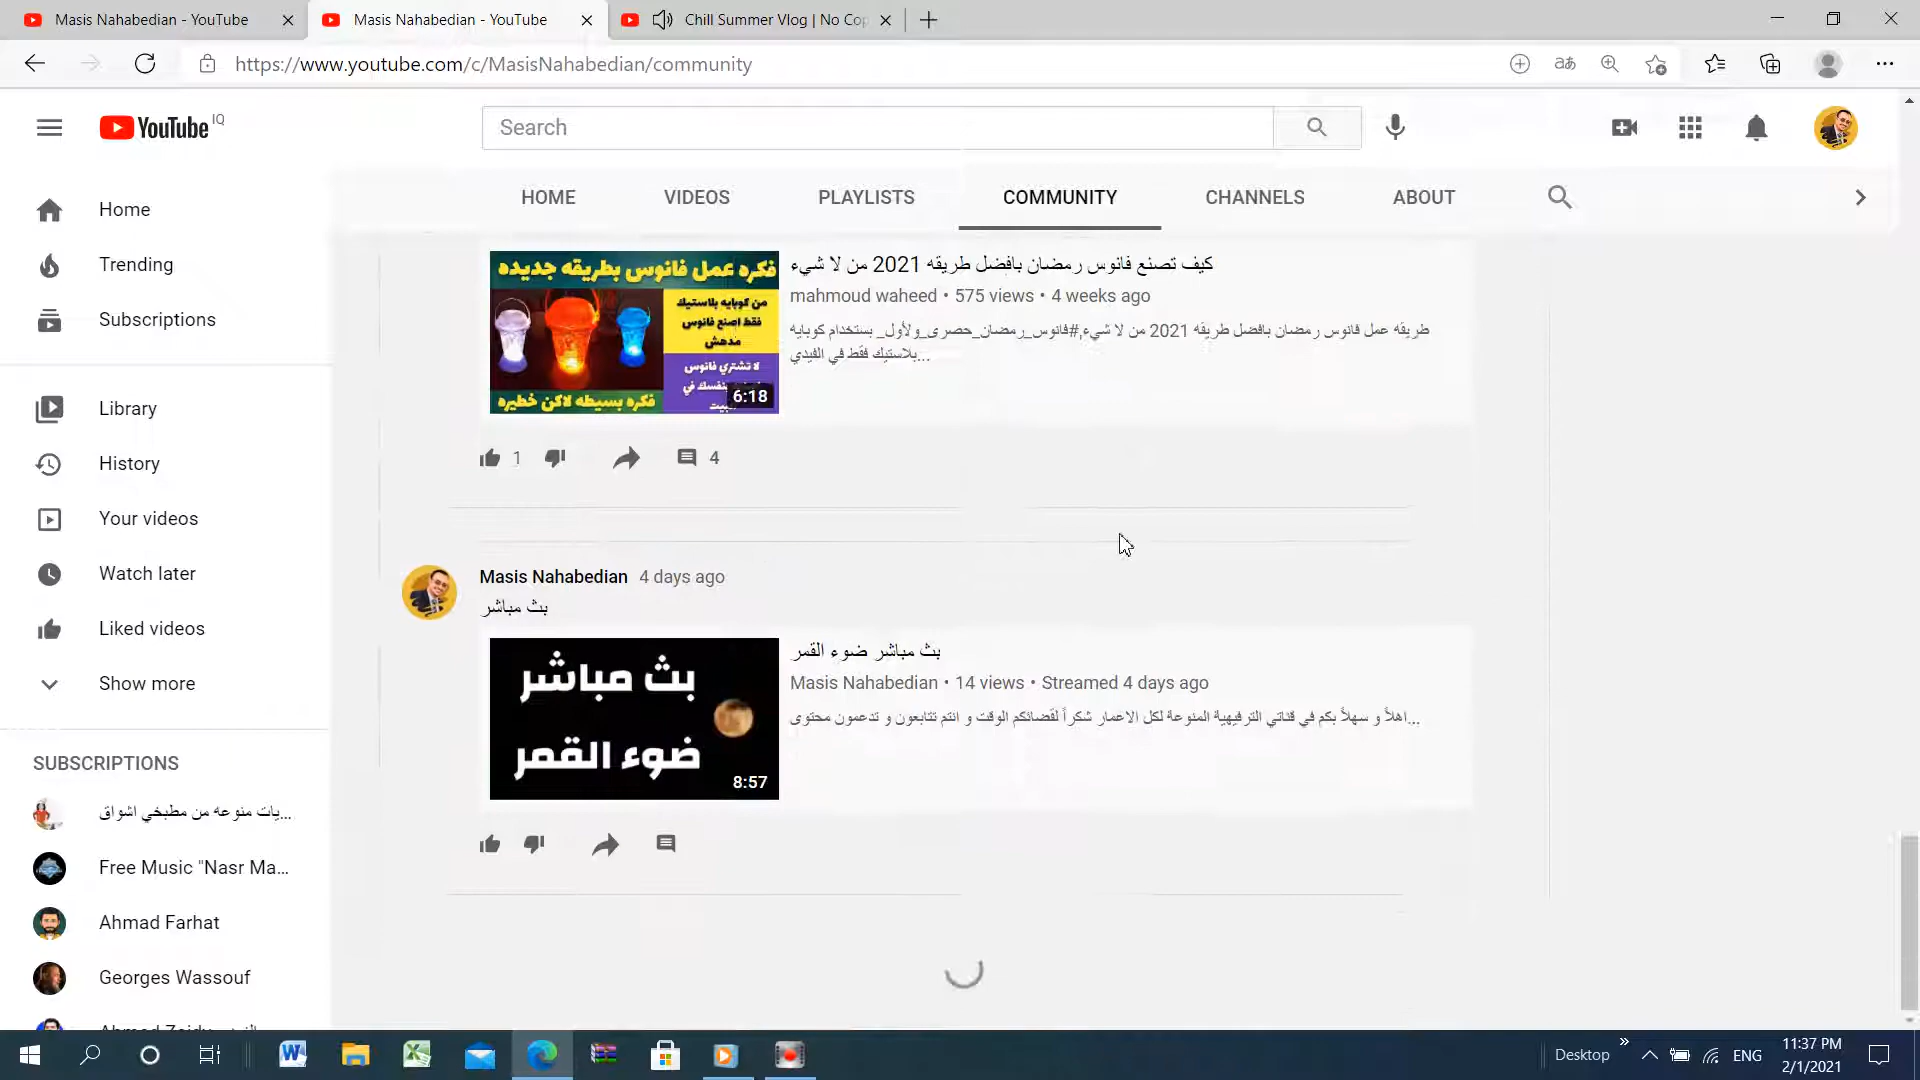 Masis Nahabedian - YouTube
Masis Nahabedian - YouTube
Chill Summer Vlog | No Cop
https://www.youtube.com/c/MasisNahabedian/community
YouTube IQ
Search
HOME
VIDEOS
PLAYLISTS
COMMUNITY
CHANNELS
ABOUT
Home
Trending
Subscriptions
Library
History
Your videos
Watch later
Liked videos
Show more
SUBSCRIPTIONS
يات منوعه من مطبخي اشواق...
Free Music "Nasr Ma...
Ahmad Farhat
Georges Wassouf
فكره عمل فانوس بطريقه جديده
من كوبايه بلاستيك
فقط اصنع فانوس
مدهش
لا تشتري فانوس
فكره بسيطه لاكن خطيره
6:18
كيف تصنع فانوس رمضان بافضل طريقه 2021 من لا شيء
mahmoud waheed • 575 views • 4 weeks ago
طريقه عمل فانوس رمضان بافضل طريقه 2021 من لا شيء,#فانوس_رمضان_حصرى_ولأول_ بستخدام كوبايه
بلاستيك فقط في الفيدي...
1
4
Masis Nahabedian 4 days ago
بث مباشر
بث مباشر
ضوء القمر
8:57
بث مباشر ضوء القمر
Masis Nahabedian • 14 views • Streamed 4 days ago
اهلاً و سهلاً بكم في قناتي الترفيهية المنوعة لكل الاعمار شكراً لقضائكم الوقت و انتم تتابعون و تدعمون محتوى...
Desktop
ENG
11:37 PM
2/1/2021